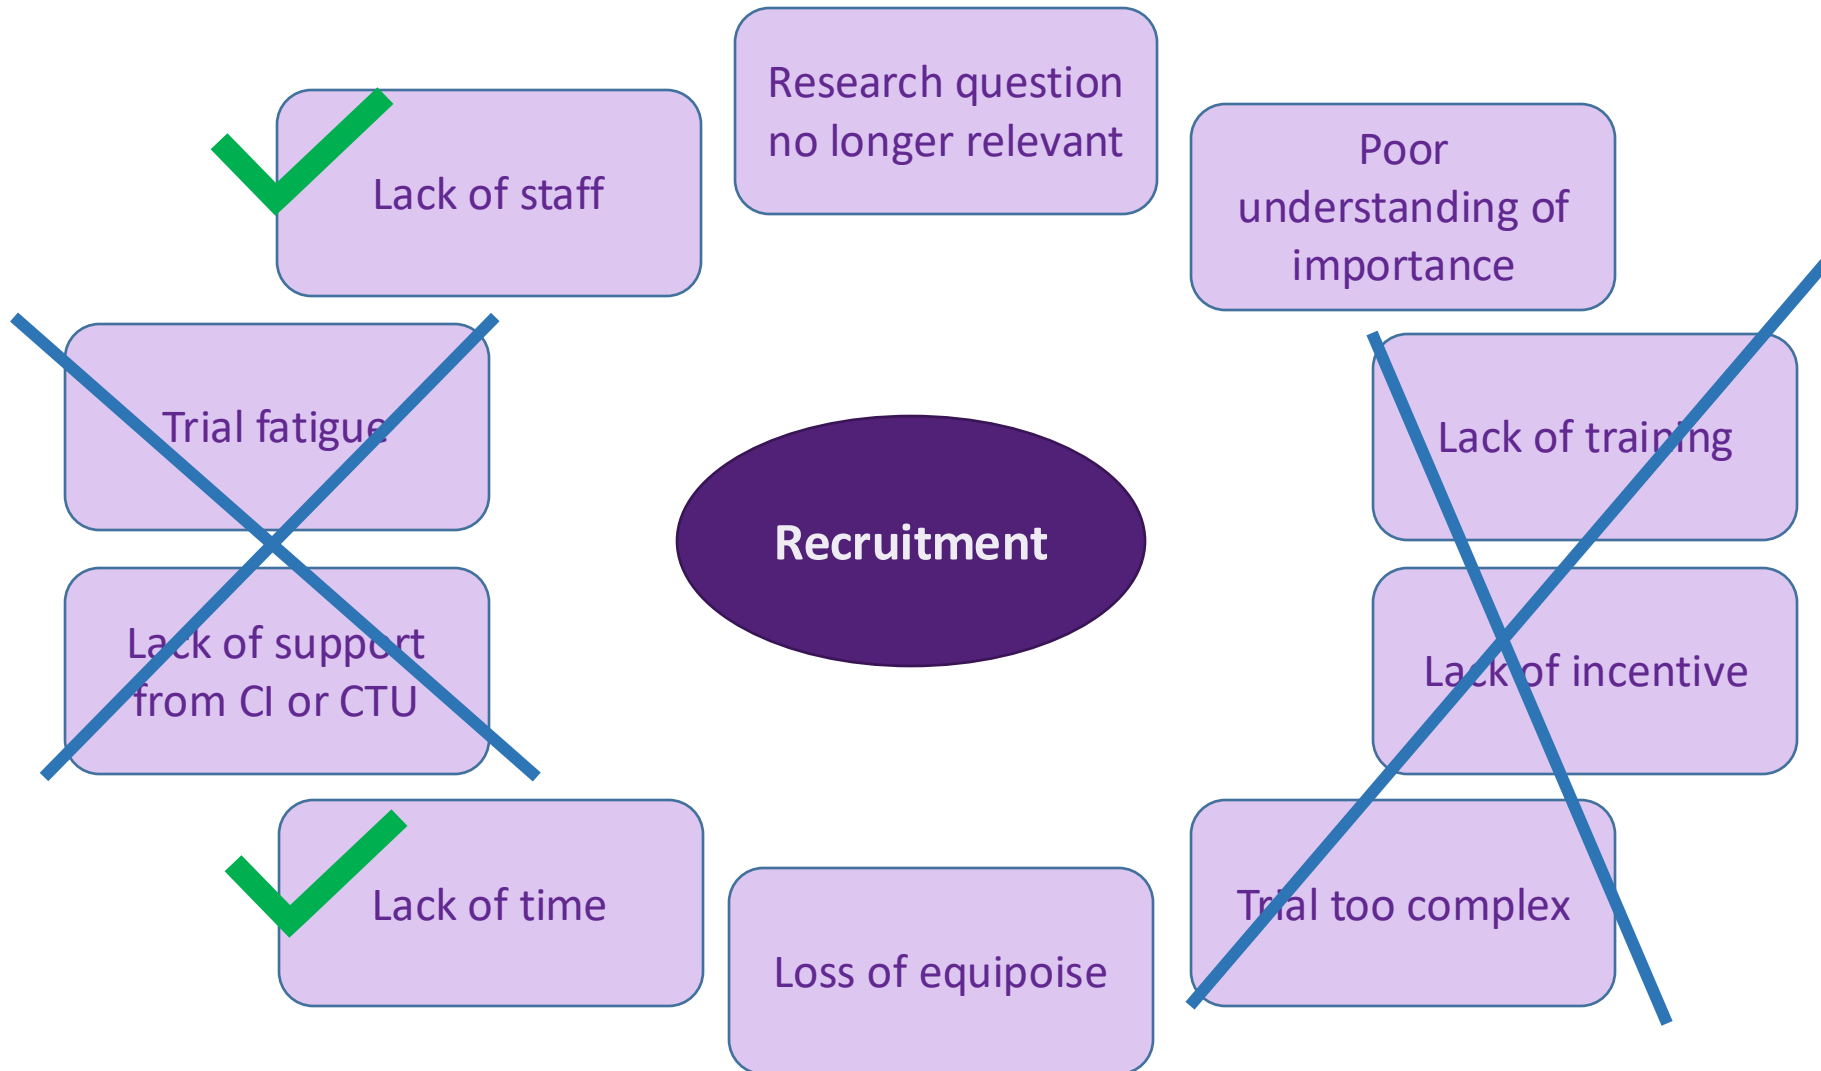 Research question
no longer relevant
Lack of staff
Poor
understanding of
importance
Trial fatigue
Lack of training
Recruitment
Lack of support
from CI or CTU
Lack of incentive
Lack of time
Trial too complex
Loss of equipoise